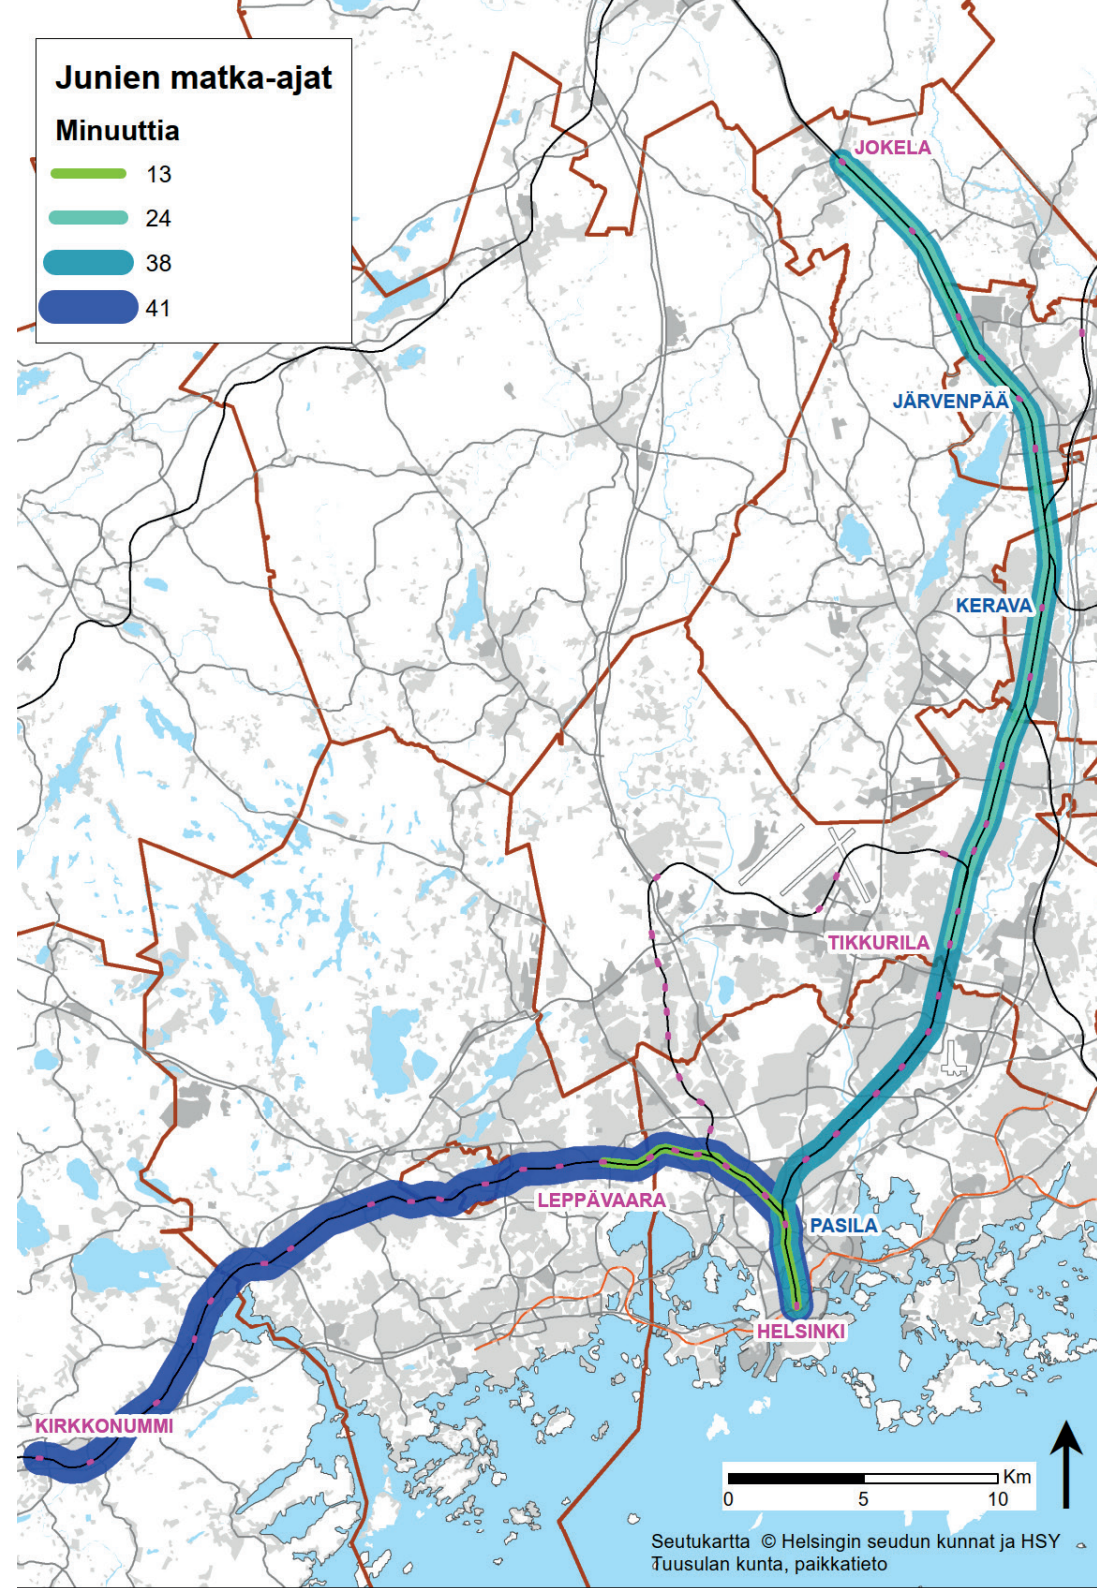 Junien matka-ajat
Minuuttia
13
24
38
41
JOKELA
JÄRVENPÄÄ
KERAVA
TIKKURILA
LEPPÄVAARA
PASILA
HELSINKI
KIRKKONUMMI
Km
0 5 10
Seutukartta © Helsingin seudun kunnat ja HSY
Tuusulan kunta, paikkatieto